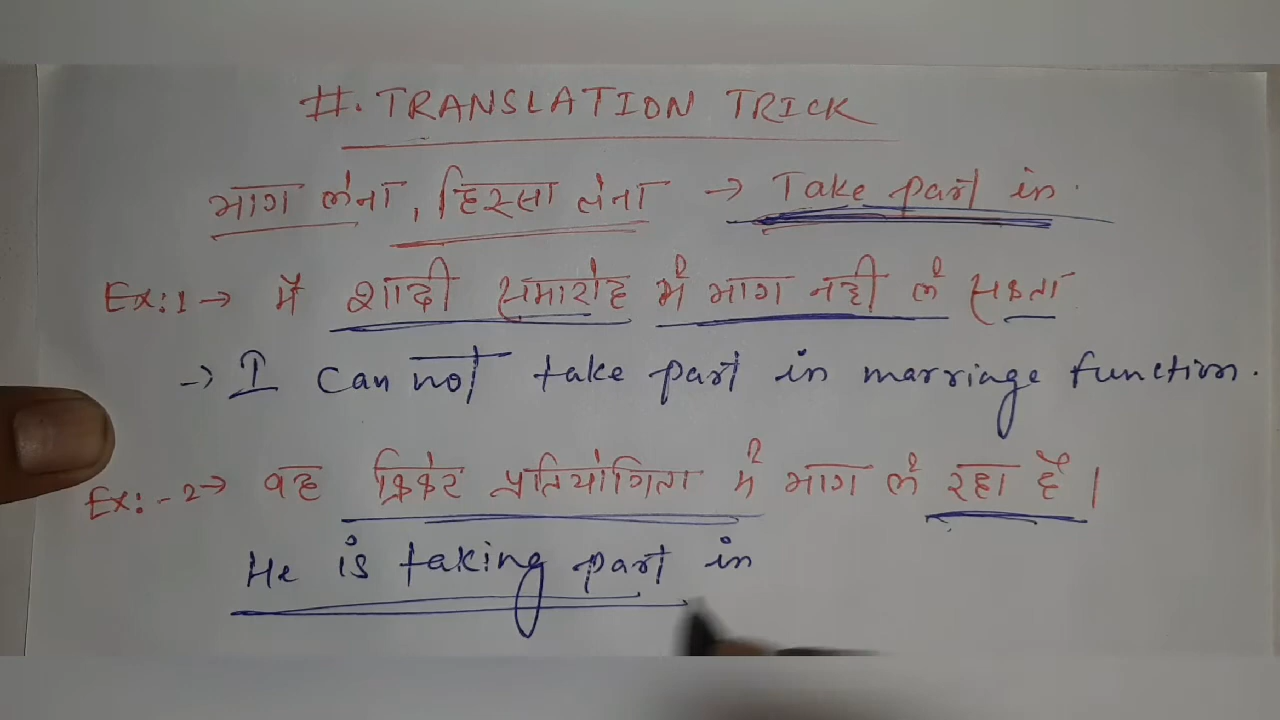 #. TRANSLATION TRICK
भाग लेना, हिस्सा लेना → Take part in.
Ex:1→ मैं शादी समारोह में भाग नही ले सकता
→ I can not take part in marriage function.
Ex:-2→ वह क्रिकेट प्रतियोगिता में भाग ले रहा है।
He is taking part in